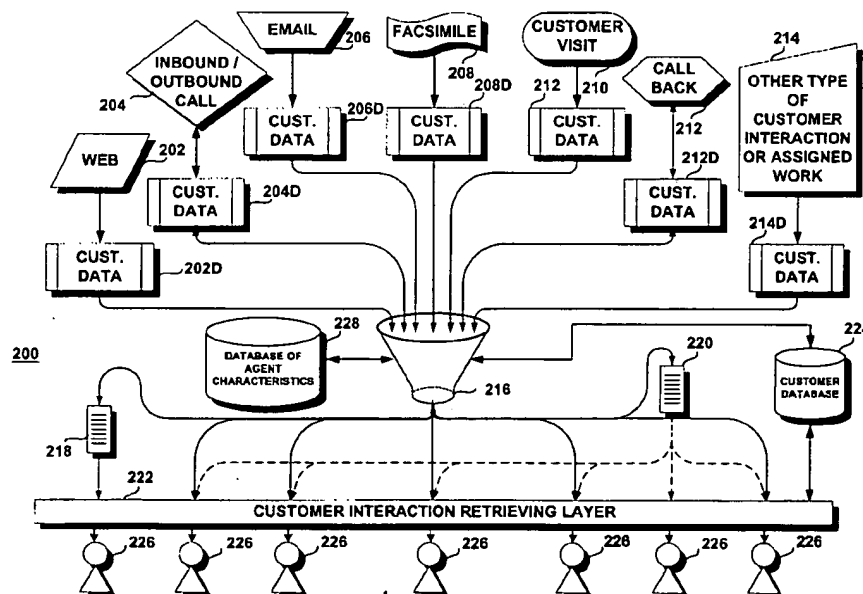 EMAIL
206
FACSIMILE
208
CUSTOMER
VISIT
210
CALL
BACK
212
214
OTHER TYPE
OF
CUSTOMER
INTERACTION
OR ASSIGNED
WORK
INBOUND /
OUTBOUND
CALL
204
WEB
202
CUST.
DATA
206D
CUST.
DATA
208D
212
CUST.
DATA
CUST.
DATA
204D
212D
CUST.
DATA
CUST.
DATA
202D
214D
CUST.
DATA
200
228
DATABASE OF
AGENT
CHARACTERISTICS
216
220
CUSTOMER
DATABASE
218
222
CUSTOMER INTERACTION RETRIEVING LAYER
226
226
226
226
226
226
226